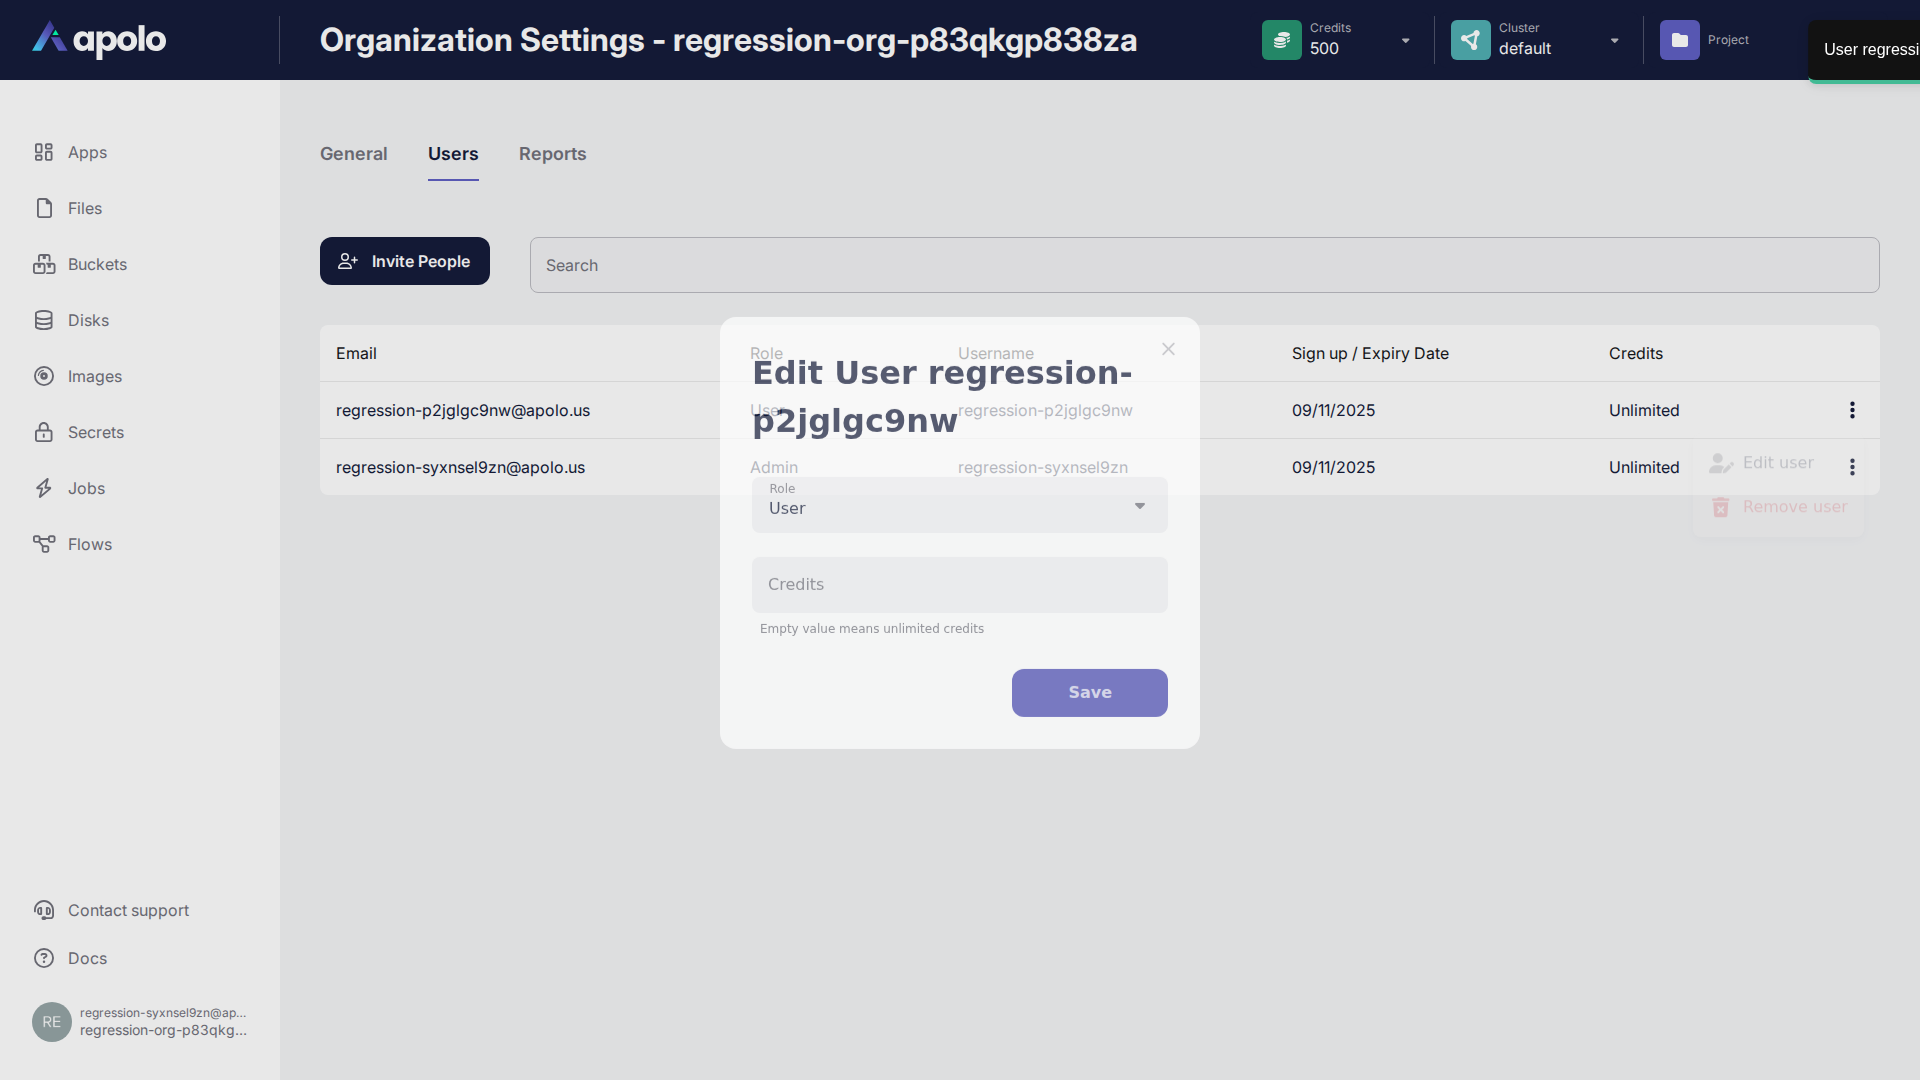 apolo
Organization Settings - regression-org-p83qkgp838za
Credits
500
Cluster
default
Project
User regressi
Apps
Files
Buckets
Disks
Images
Secrets
Jobs
Flows
Contact support
Docs
RE
regression-syxnsel9zn@ap...
regression-org-p83qkg...
General Users Reports
Invite People
Search
Email Role Username Sign up / Expiry Date Credits
regression-p2jglgc9nw@apolo.us User regression-p2jglgc9nw 09/11/2025 Unlimited
regression-syxnsel9zn@apolo.us Admin regression-syxnsel9zn 09/11/2025 Unlimited
Edit user
Remove user
Edit User regression-
p2jglgc9nw
Role
User
Credits
Empty value means unlimited credits
Save